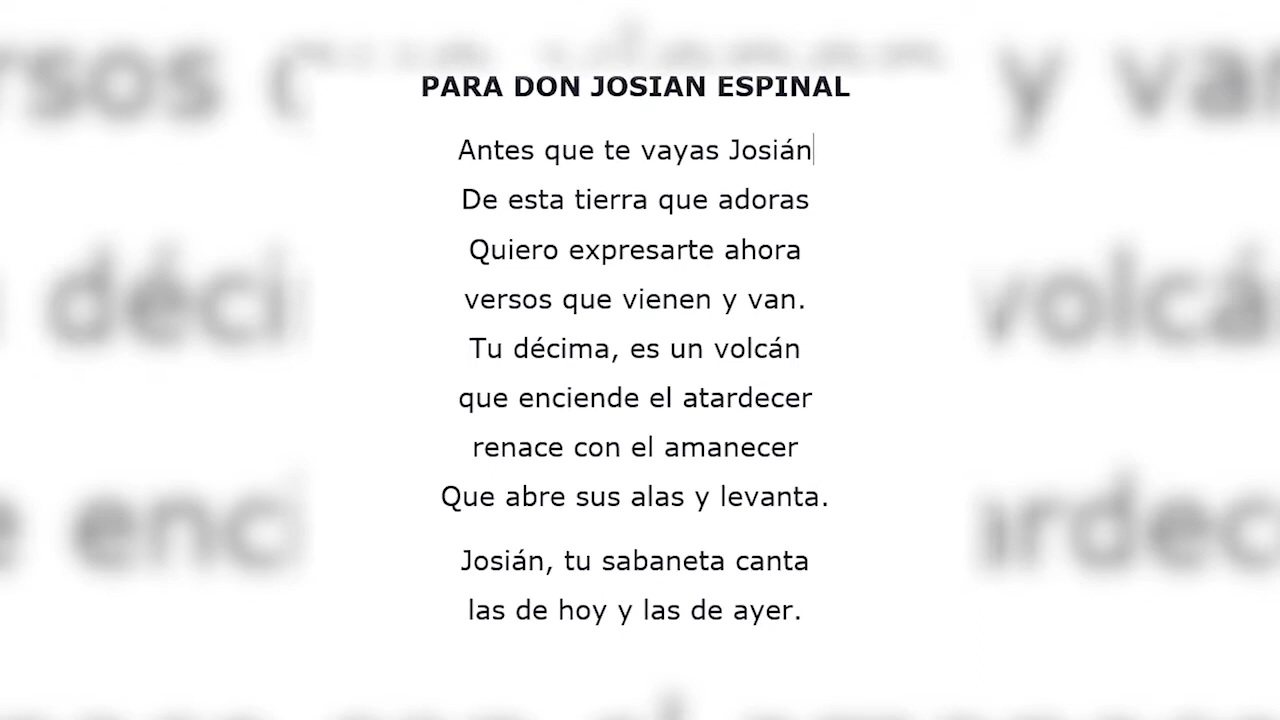 PARA DON JOSIAN ESPINAL
Antes que te vayas Josián
De esta tierra que adoras
Quiero expresarte ahora
versos que vienen y van.
Tu décima, es un volcán
que enciende el atardecer
renace con el amanecer
Que abre sus alas y levanta.
Josián, tu sabaneta canta
las de hoy y las de ayer.